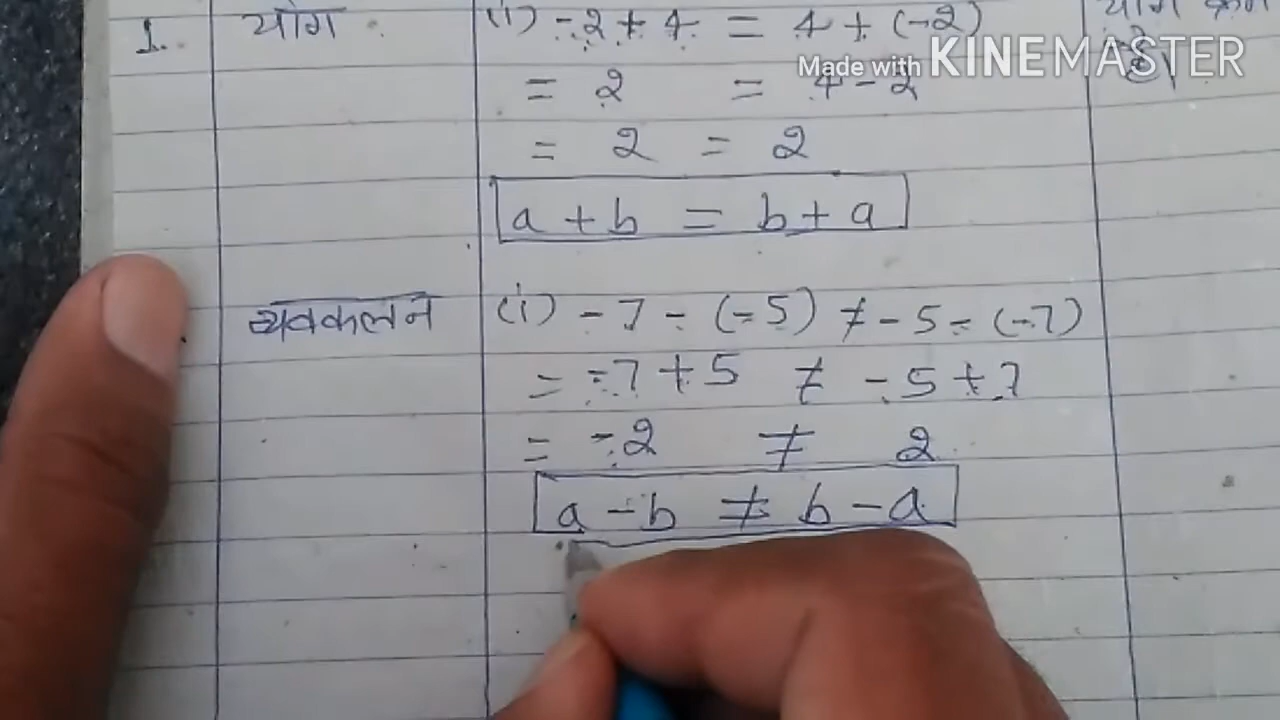 1. योग (i) -2 + 4 = 4 + (-2) योग
Made with KINEMASTER
= 2 = 4-2 है।
= 2 = 2
a + b = b + a
व्यवकलन (i) - 7 - (-5) ≠ - 5 - (-7)
= -7 + 5 ≠ - 5 + 7
= -2 ≠ 2
a - b ≠ b - a